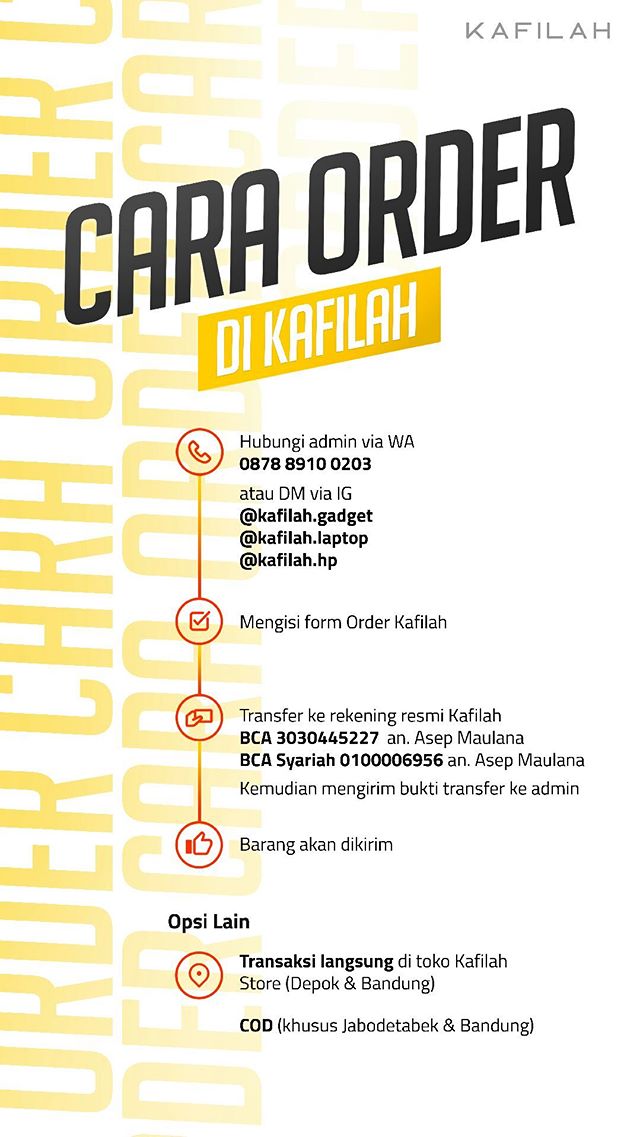 KAFILAH
CARA ORDER
DI KAFILAH
Hubungi admin via WA
0878 8910 0203
atau DM via IG
@kafilah.gadget
@kafilah.laptop
@kafilah.hp
Mengisi form Order Kafilah
Transfer ke rekening resmi Kafilah
BCA 3030445227 an. Asep Maulana
BCA Syariah 0100006956 an. Asep Maulana
Kemudian mengirim bukti transfer ke admin
Barang akan dikirim
Opsi Lain
Transaksi langsung di toko Kafilah
Store (Depok & Bandung)
COD (khusus Jabodetabek & Bandung)